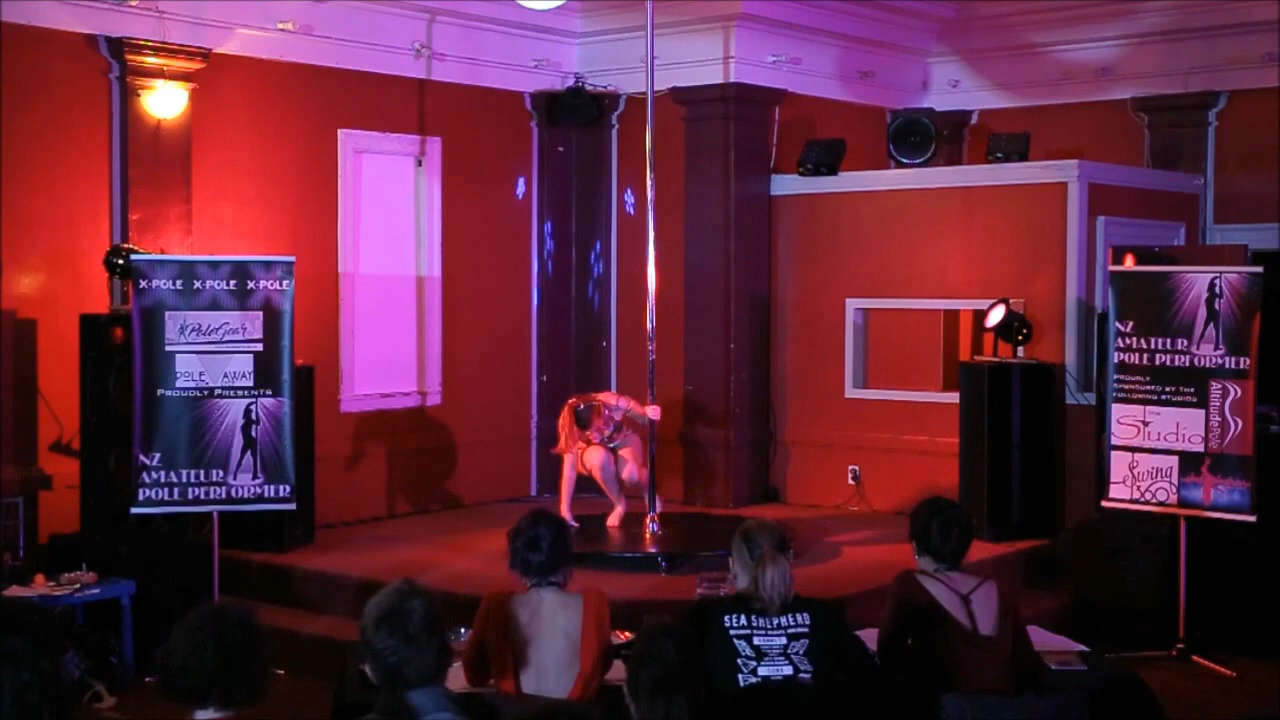 X-POLE X-POLE X-POLE
PoleGear
POLE AWAY
PROUDLY PRESENTS
NZ
AMATEUR
POLE PERFORMER
NZ
AMATEUR
POLE PERFORMER
PROUDLY
SPONSORED BY THE
FOLLOWING STUDIOS
the
Studio
AltitudePole
Swing
360
SEA SHEPHERD